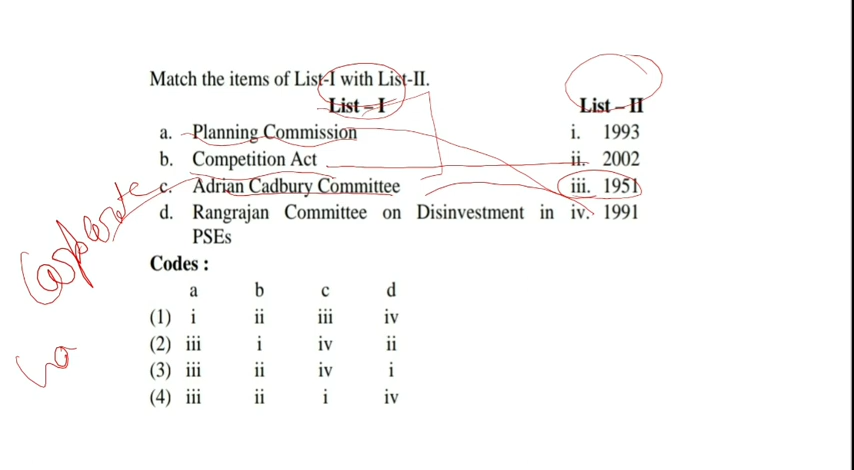 Match the items of List-I with List-II.
List – I List – II
a. Planning Commission i. 1993
b. Competition Act ii. 2002
c. Adrian Cadbury Committee iii. 1951
d. Rangrajan Committee on Disinvestment in iv. 1991
PSEs
Codes :
a b c d
(1) i ii iii iv
(2) iii i iv ii
(3) iii ii iv i
(4) iii ii i iv
Corporate